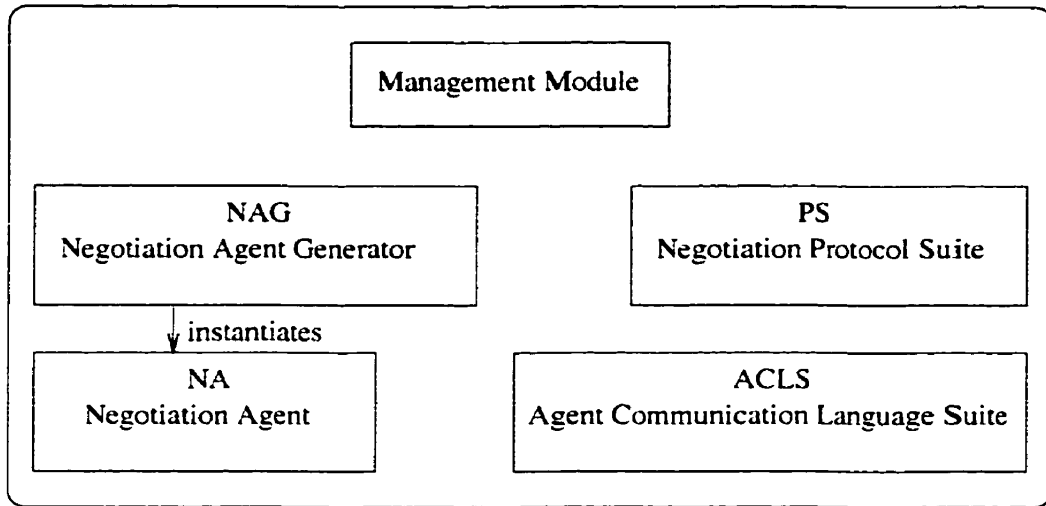 Management Module
NAG
Negotiation Agent Generator
PS
Negotiation Protocol Suite
instantiates
NA
Negotiation Agent
ACLS
Agent Communication Language Suite